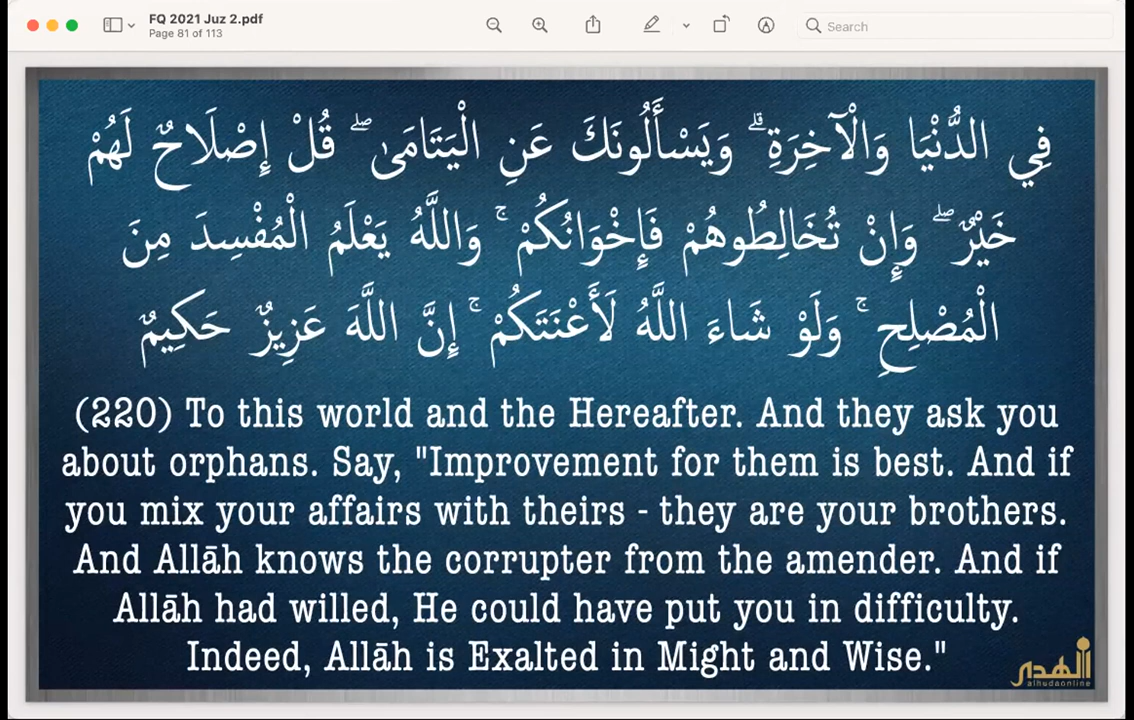 FQ 2021 Juz 2.pdf
Page 81 of 113
Search
فِي الدُّنْيَا وَالْآخِرَةِ ۗ وَيَسْأَلُونَكَ عَنِ الْيَتَامَىٰ ۖ قُلْ إِصْلَاحٌ لَهُمْ
خَيْرٌ ۖ وَإِنْ تُخَالِطُوهُمْ فَإِخْوَانُكُمْ ۚ وَاللَّهُ يَعْلَمُ الْمُفْسِدَ مِنَ
الْمُصْلِحِ ۚ وَلَوْ شَاءَ اللَّهُ لَأَعْنَتَكُمْ ۚ إِنَّ اللَّهَ عَزِيزٌ حَكِيمٌ
(220) To this world and the Hereafter. And they ask you
about orphans. Say, "Improvement for them is best. And if
you mix your affairs with theirs - they are your brothers.
And Allāh knows the corrupter from the amender. And if
Allāh had willed, He could have put you in difficulty.
Indeed, Allāh is Exalted in Might and Wise."
الهدى
alhudaonline